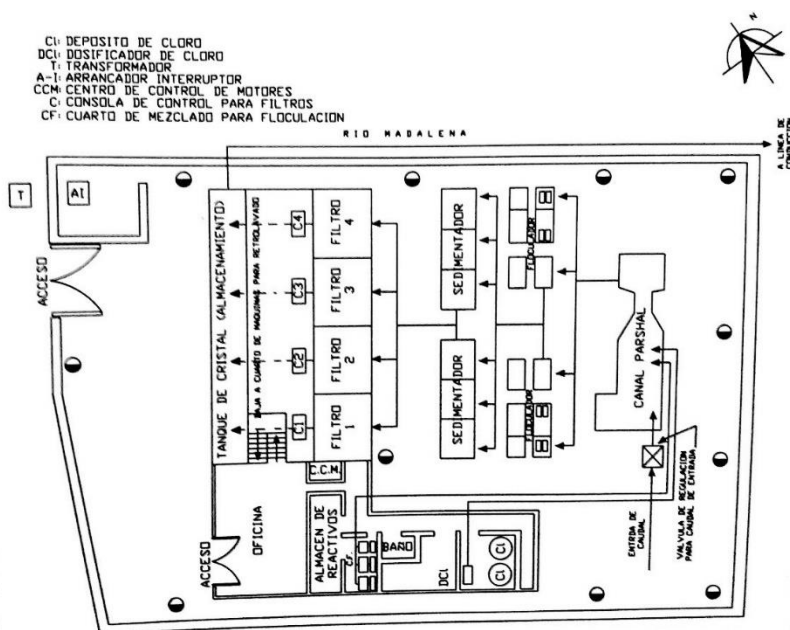 Cl: DEPOSITO DE CLORO
DCl: DOSIFICADOR DE CLORO
T: TRANSFORMADOR
A-I: ARRANCADOR INTERRUPTOR
CCM: CENTRO DE CONTROL DE MOTORES
C: CONSOLA DE CONTROL PARA FILTROS
CF: CUARTO DE MEZCLADO PARA FLOCULACION
N
RIO MADALENA
A LINEA DE
CONDUCCION
T
AI
ACCESO
TANQUE DE CRISTAL (ALMACENAMIENTO)
BAJA A CUARTO DE MAQUINAS PARA RETROLAVADO
C4
C3
C2
C1
FILTRO 4
FILTRO 3
FILTRO 2
FILTRO 1
SEDIMENTADOR
SEDIMENTADOR
FLOCULADOR
FLOCULADOR
CANAL PARSHAL
C.C.M.
OFICINA
ACCESO
ALMACEN DE
REACTIVOS
CF.
BAÑO
DCl
Cl
Cl
ENTRDA DE
CAUDAL
VALVULA DE REGULACION
PARA CAUDAL DE ENTRADA